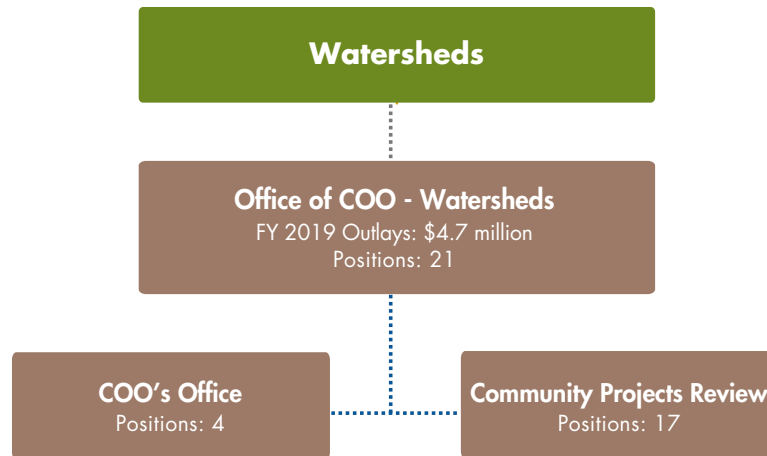 Watersheds
Office of COO - Watersheds
FY 2019 Outlays: $4.7 million
Positions: 21
COO’s Office
Positions: 4
Community Projects Review
Positions: 17